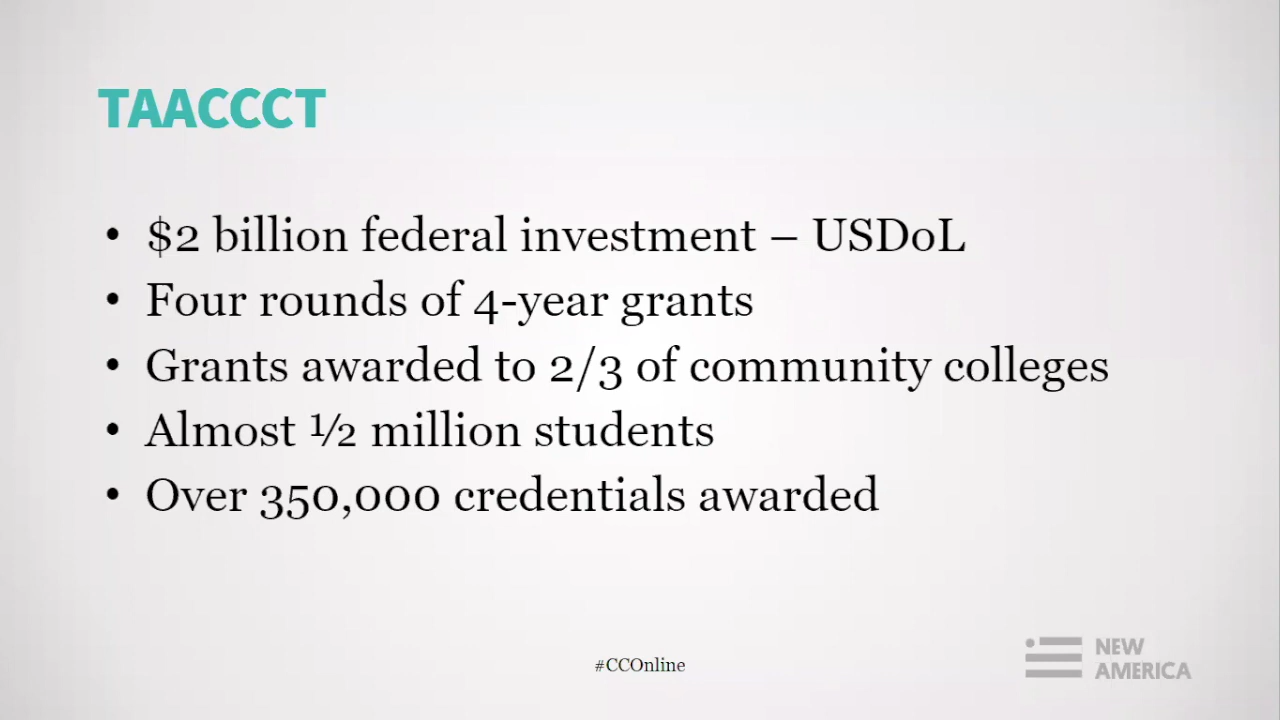 TAACCCT
• $2 billion federal investment – USDoL
• Four rounds of 4-year grants
• Grants awarded to 2/3 of community colleges
• Almost ½ million students
• Over 350,000 credentials awarded
#CCOnline
NEW
AMERICA